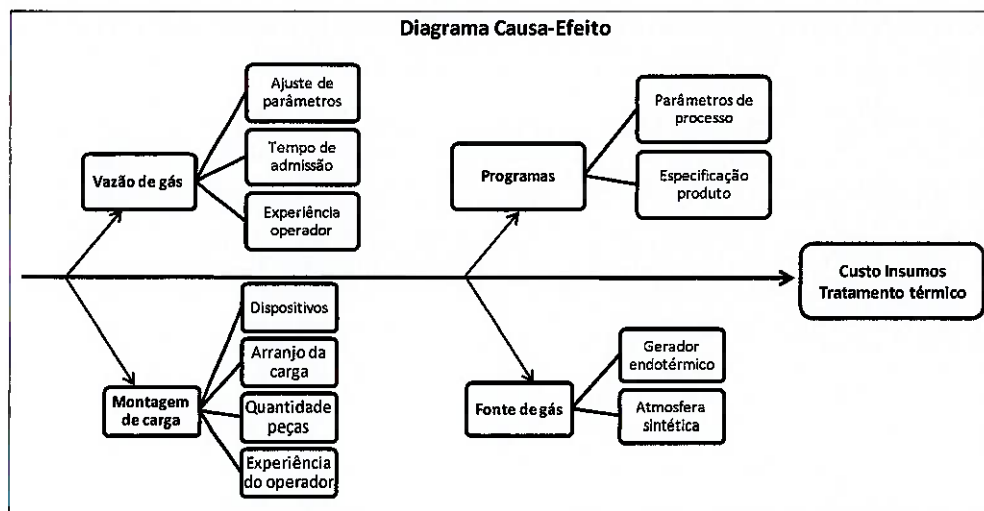 Diagrama Causa-Efeito
Ajuste de
parâmetros
Tempo de
admissão
Experiência
operador
Vazão de gás
Parâmetros de
processo
Especificação
produto
Programas
Custo Insumos
Tratamento térmico
Dispositivos
Arranjo da
carga
Quantidade
peças
Experiência
do operador
Montagem
de carga
Gerador
endotérmico
Atmosfera
sintética
Fonte de gás